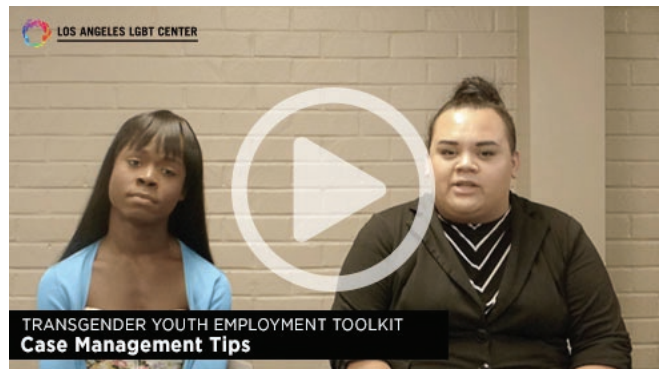 LOS ANGELES LGBT CENTER
TRANSGENDER YOUTH EMPLOYMENT TOOLKIT
Case Management Tips